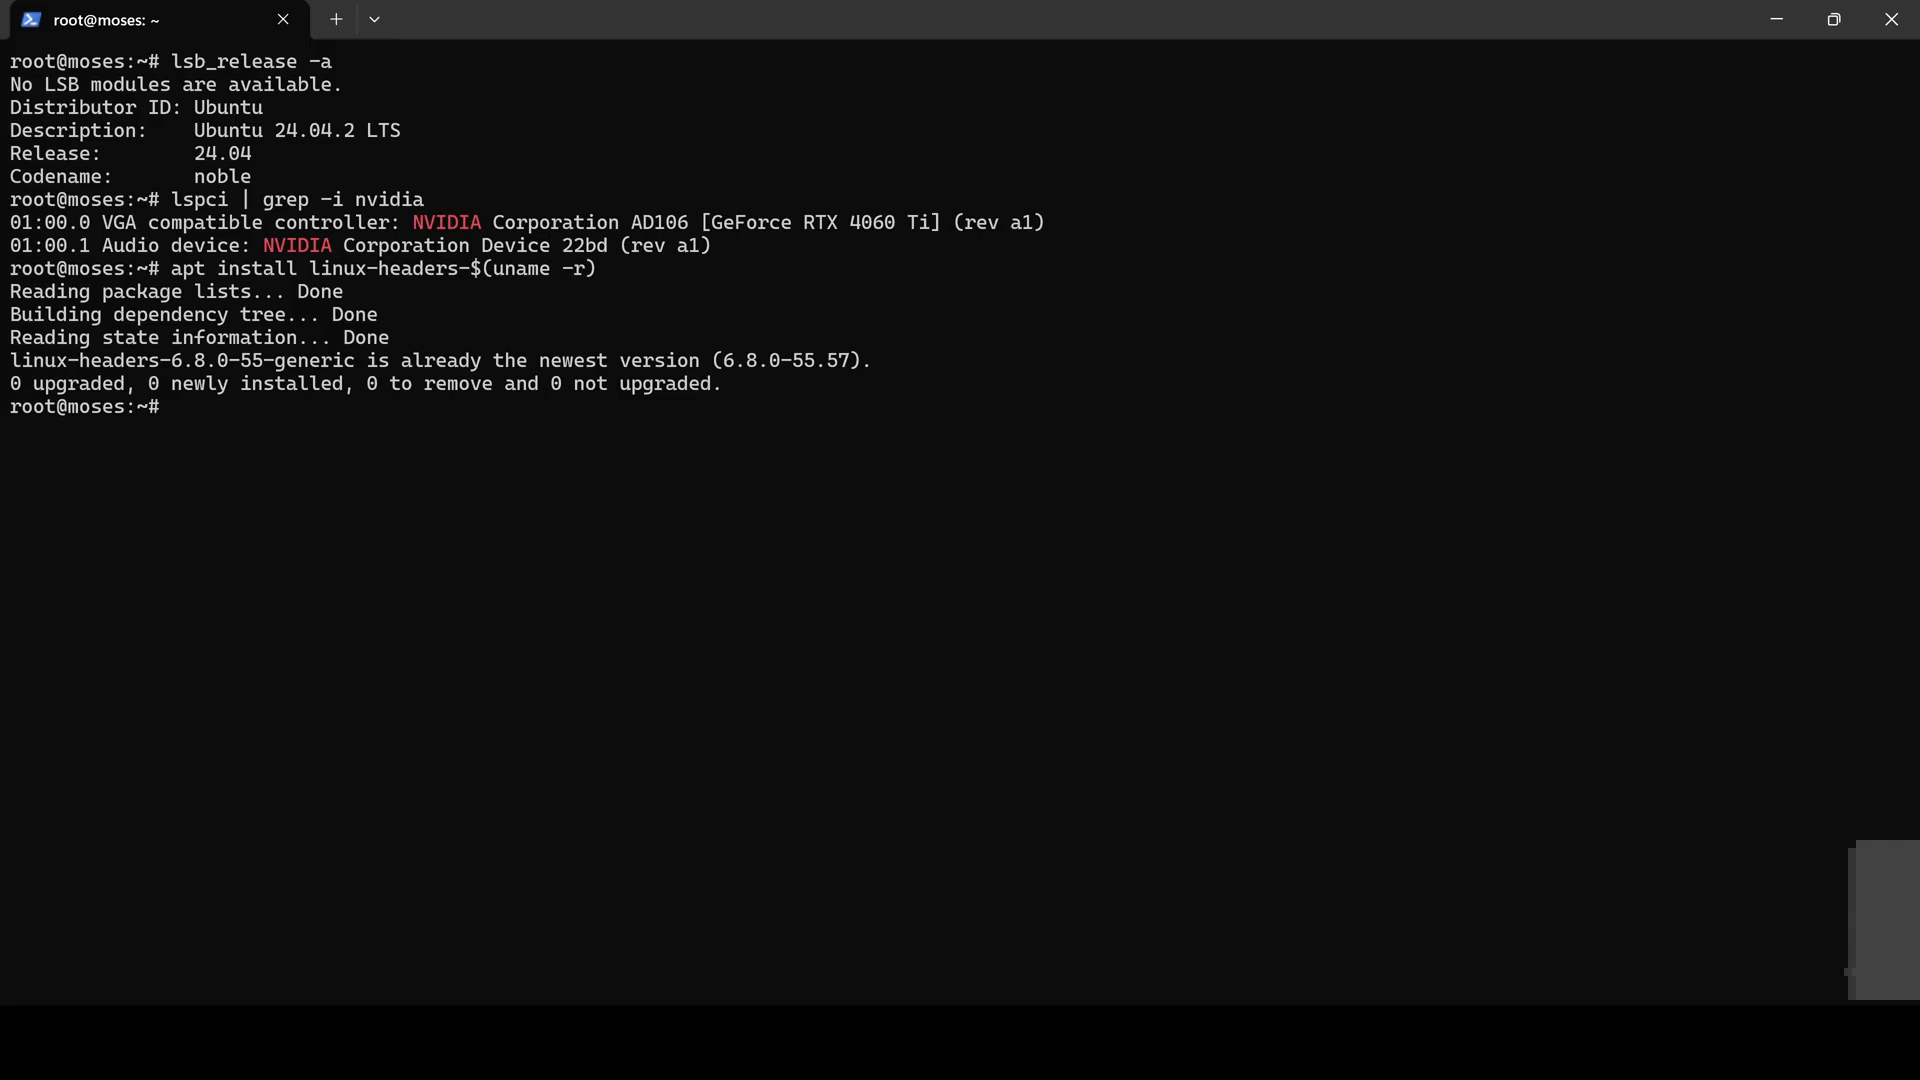 root@moses: ~
root@moses:~# lsb_release -a
No LSB modules are available.
Distributor ID: Ubuntu
Description:    Ubuntu 24.04.2 LTS
Release:        24.04
Codename:       noble
root@moses:~# lspci | grep -i nvidia
01:00.0 VGA compatible controller: NVIDIA Corporation AD106 [GeForce RTX 4060 Ti] (rev a1)
01:00.1 Audio device: NVIDIA Corporation Device 22bd (rev a1)
root@moses:~# apt install linux-headers-$(uname -r)
Reading package lists... Done
Building dependency tree... Done
Reading state information... Done
linux-headers-6.8.0-55-generic is already the newest version (6.8.0-55.57).
0 upgraded, 0 newly installed, 0 to remove and 0 not upgraded.
root@moses:~#